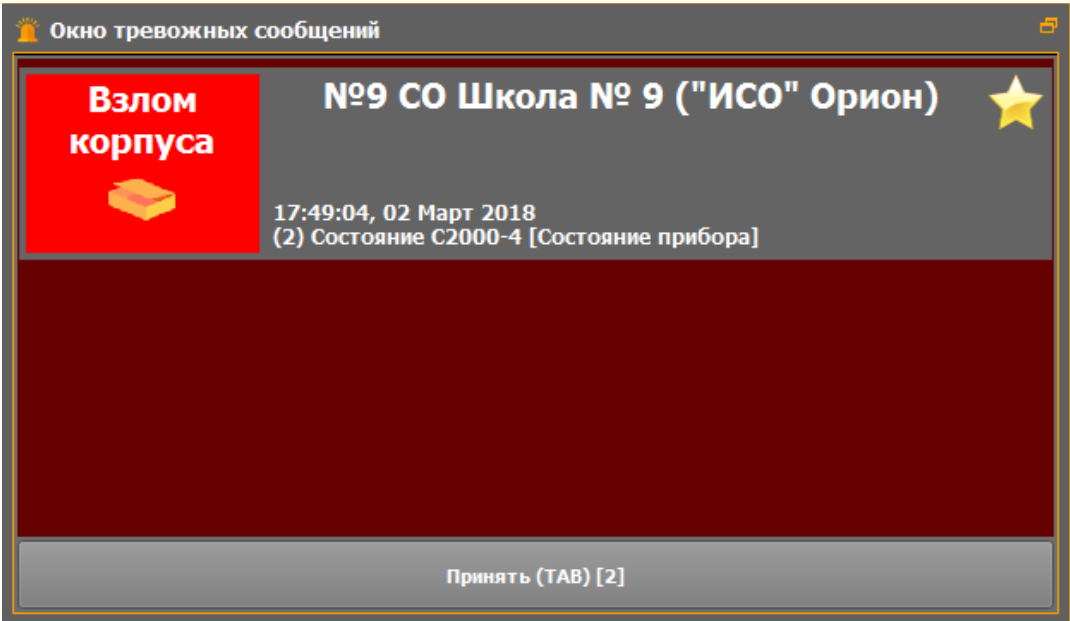 Окно тревожных сообщений
Взлом
корпуса
№9 СО Школа № 9 ("ИСО" Орион)
17:49:04, 02 Март 2018
(2) Состояние С2000-4 [Состояние прибора]
Принять (TAB) [2]